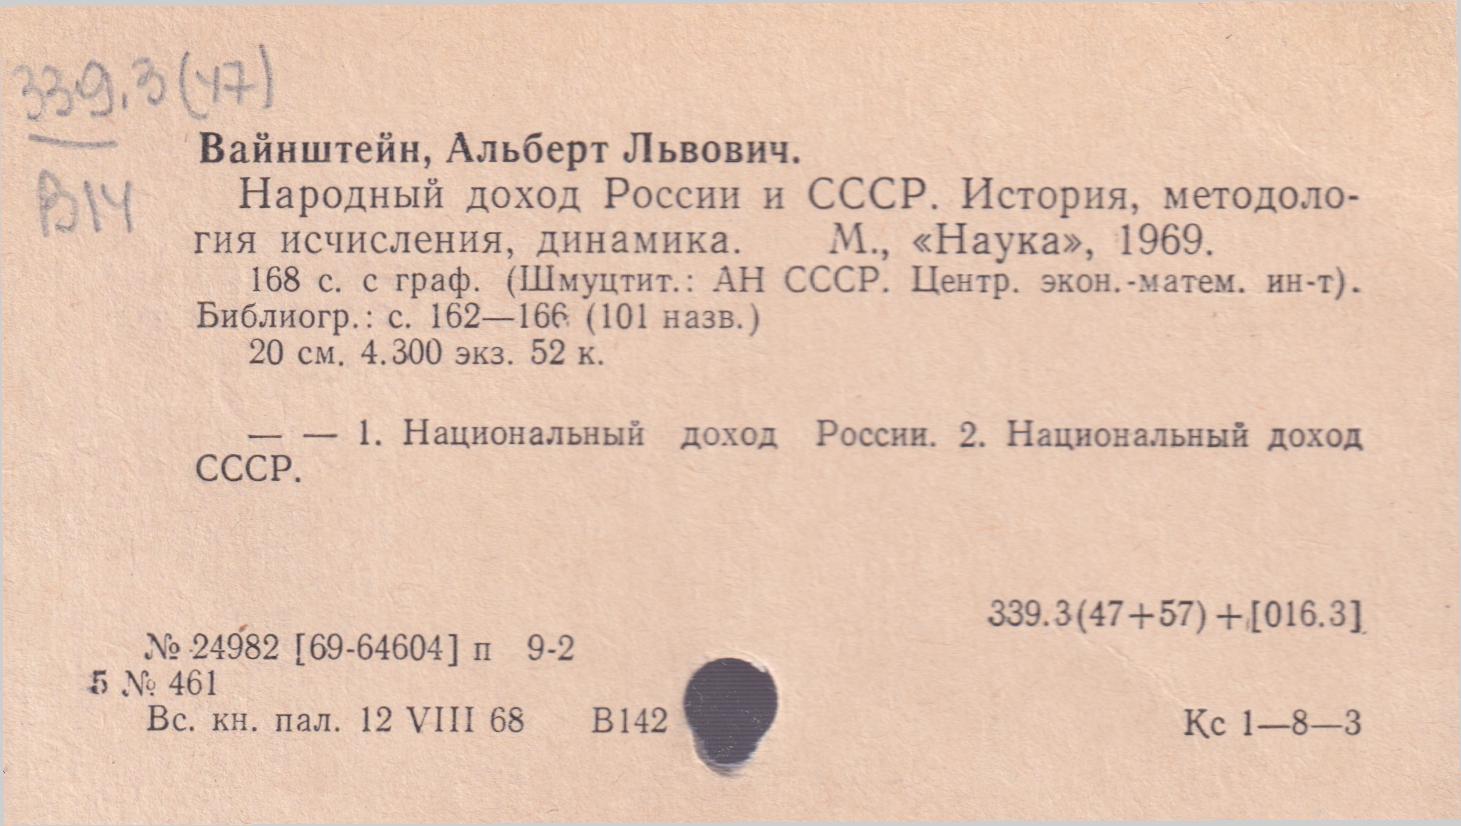 339.3(47)
В14
Вайнштейн, Альберт Львович.
Народный доход России и СССР. История, методоло-
гия исчисления, динамика. М., «Наука», 1969.
168 с. с граф. (Шмуцтит.: АН СССР. Центр. экон.-матем. ин-т).
Библиогр.: с. 162—166 (101 назв.)
20 см. 4.300 экз. 52 к.
— — 1. Национальный доход России. 2. Национальный доход
СССР.
339.3(47+57)+[016.3]
№ 24982 [69-64604] п 9-2
5 № 461
Вс. кн. пал. 12 VIII 68 В142
Кс 1—8—3